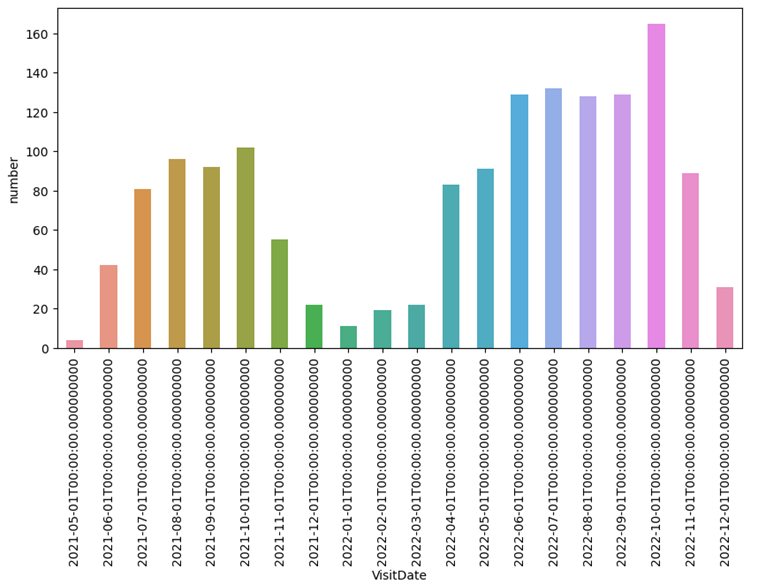 number
160
140
120
100
80
60
40
20
0
2021-05-01T00:00:00.000000000
2021-06-01T00:00:00.000000000
2021-07-01T00:00:00.000000000
2021-08-01T00:00:00.000000000
2021-09-01T00:00:00.000000000
2021-10-01T00:00:00.000000000
2021-11-01T00:00:00.000000000
2021-12-01T00:00:00.000000000
2022-01-01T00:00:00.000000000
2022-02-01T00:00:00.000000000
2022-03-01T00:00:00.000000000
2022-04-01T00:00:00.000000000
2022-05-01T00:00:00.000000000
2022-06-01T00:00:00.000000000
2022-07-01T00:00:00.000000000
2022-08-01T00:00:00.000000000
2022-09-01T00:00:00.000000000
2022-10-01T00:00:00.000000000
2022-11-01T00:00:00.000000000
2022-12-01T00:00:00.000000000
VisitDate